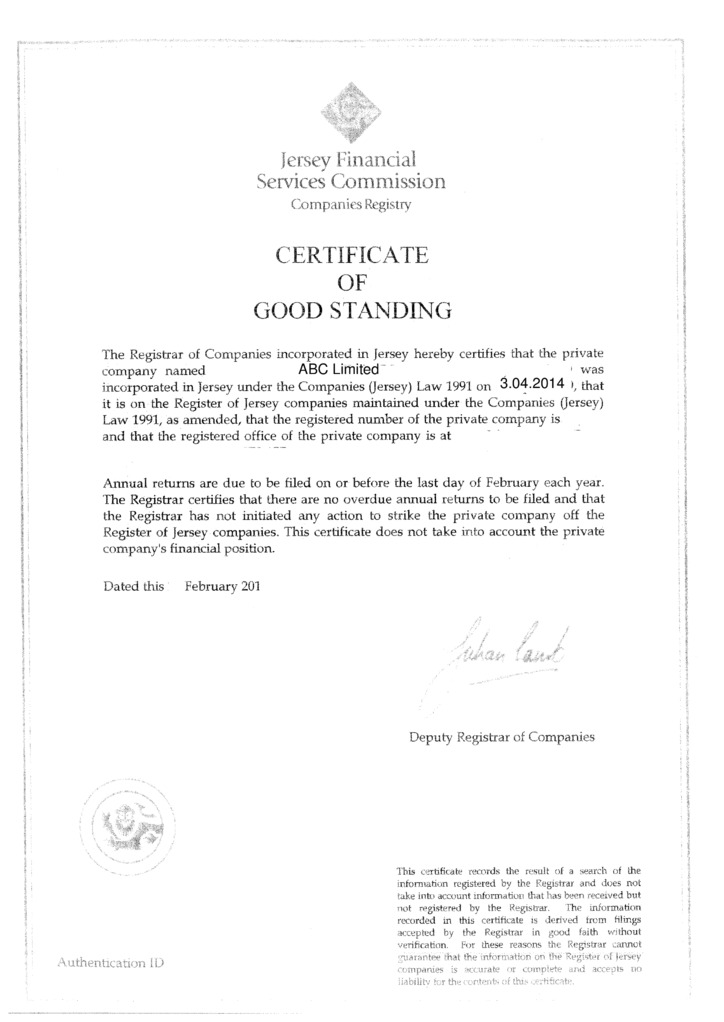 Jersey Financial
Services Commission
Companies Registry
CERTIFICATE
OF
GOOD STANDING
The Registrar of Companies incorporated in Jersey hereby certifies that the private
company named ABC Limited was
incorporated in Jersey under the Companies (Jersey) Law 1991 on 3.04.2014 ), that
it is on the Register of Jersey companies maintained under the Companies (Jersey)
Law 1991, as amended, that the registered number of the private company is
and that the registered office of the private company is at
Annual returns are due to be filed on or before the last day of February each year.
The Registrar certifies that there are no overdue annual returns to be filed and that
the Registrar has not initiated any action to strike the private company off the
Register of Jersey companies. This certificate does not take into account the private
company's financial position.
Dated this February 201
Deputy Registrar of Companies
This certificate records the result of a search of the
information registered by the Registrar and does not
take into account information that has been received but
not registered by the Registrar. The information
recorded in this certificate is derived from filings
accepted by the Registrar in good faith without
verification. For these reasons the Registrar cannot
guarantee that the information on the Register of Jersey
companies is accurate or complete and accepts no
liability for the contents of this certificate.
Authentication ID